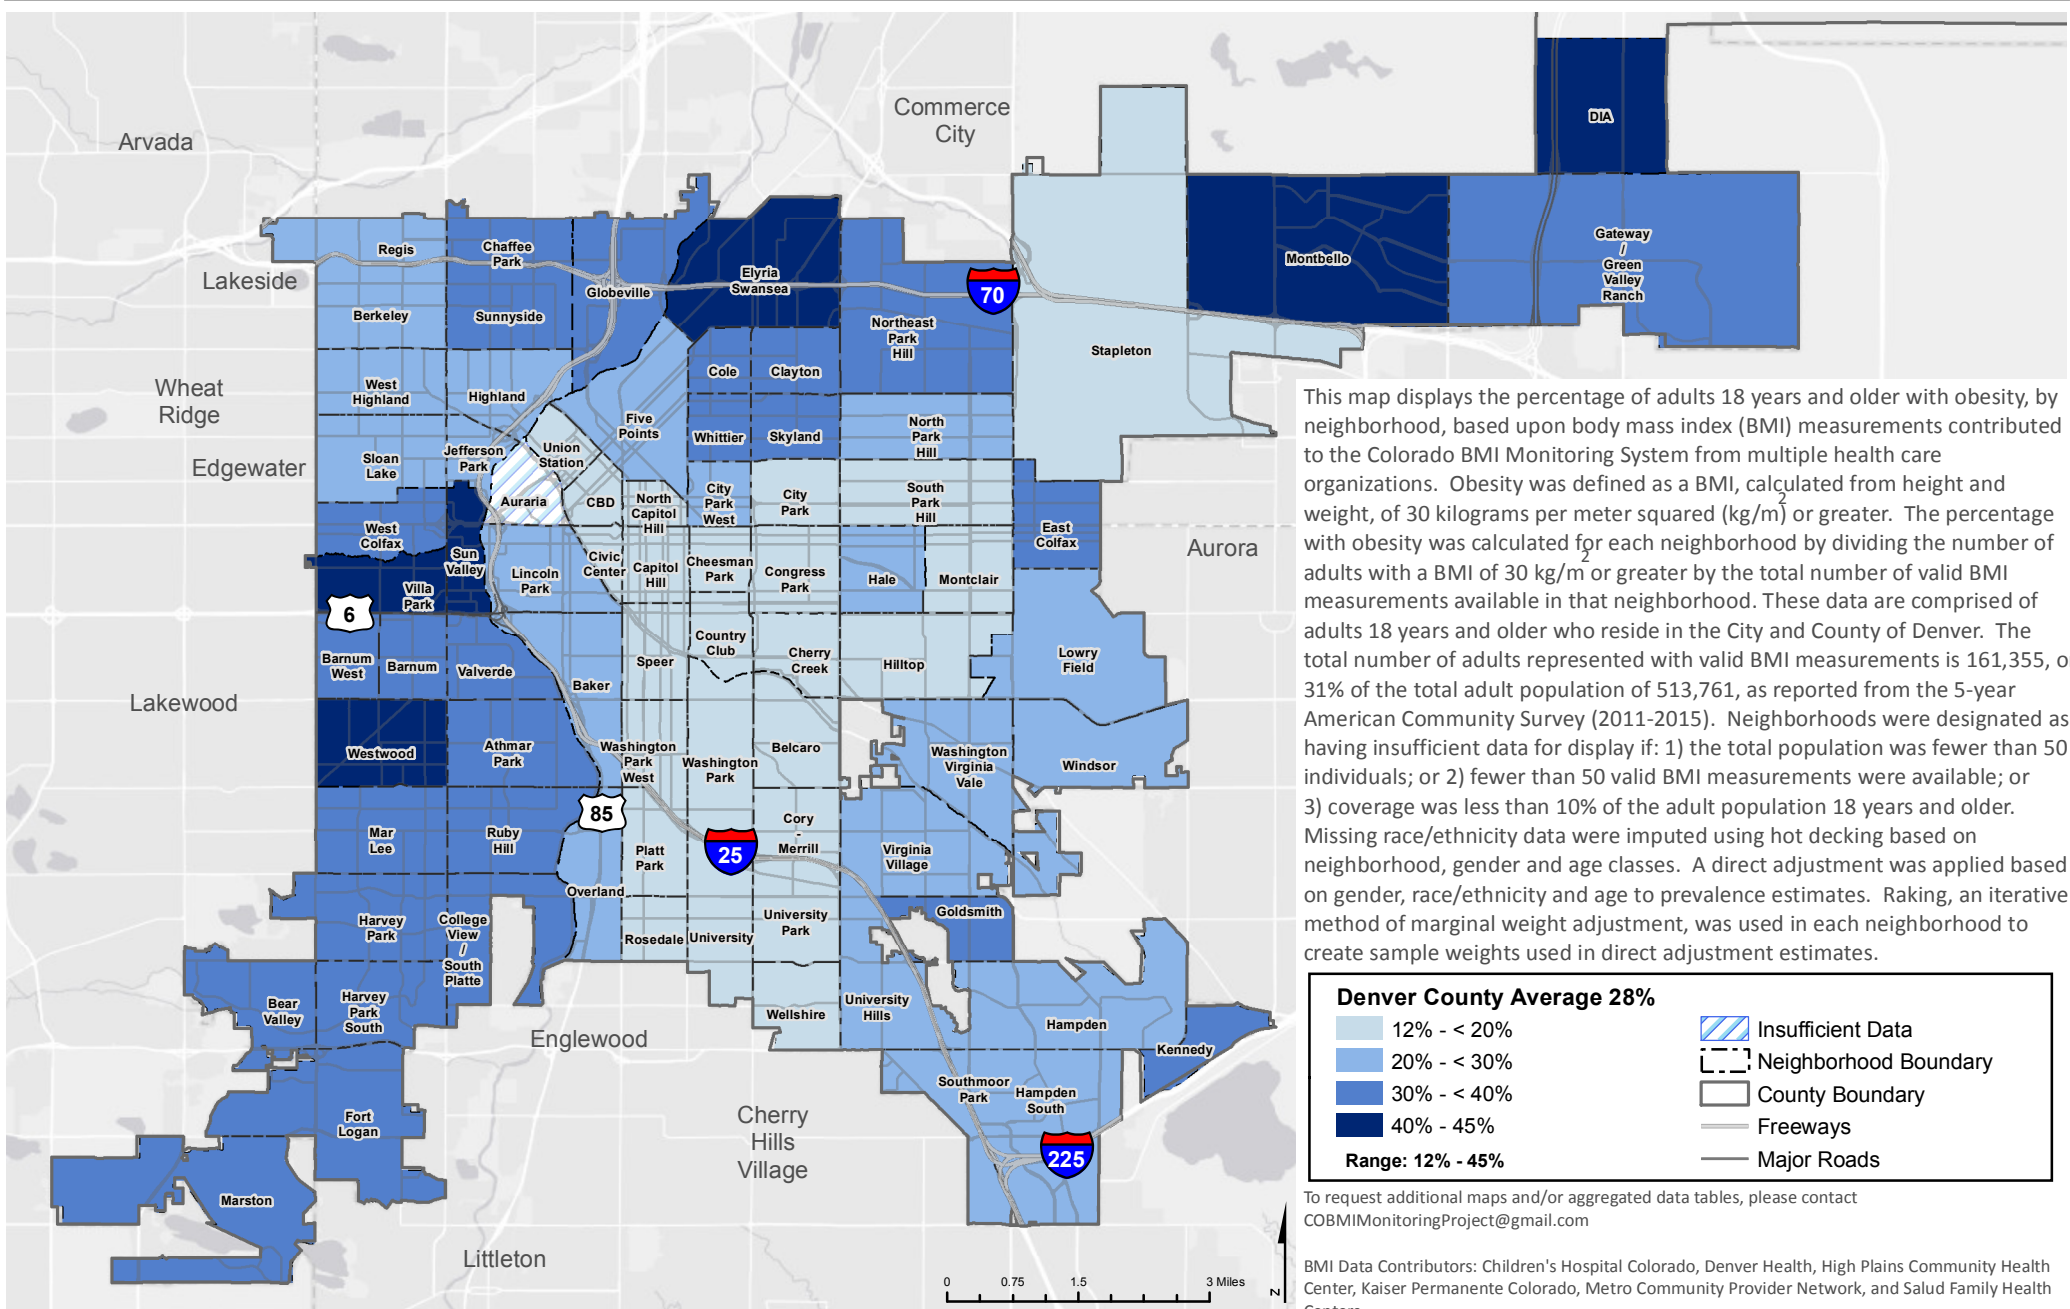 Commerce
City
Arvada
DIA
Regis
Chaffee
Park
Gateway
/
Green
Valley
Ranch
Montbello
Lakeside
Elyria
Swansea
Globeville
70
Berkeley
Sunnyside
Northeast
Park
Hill
Stapleton
Cole
Clayton
Wheat
Ridge
West
Highland
Highland
Five
Points
Whittier
Skyland
North
Park
Hill
Union
Station
Jefferson
Park
Sloan
Lake
Edgewater
Auraria
CBD
North
Capitol
Hill
City
Park
West
City
Park
South
Park
Hill
West
Colfax
East
Colfax
Aurora
Sun
Valley
Civic
Center
Lincoln
Park
Capitol
Hill
Cheesman
Park
Congress
Park
Hale
Montclair
Villa
Park
6
Country
Club
Barnum
West
Barnum
Valverde
Speer
Cherry
Creek
Hilltop
Lowry
Field
Baker
Lakewood
Westwood
Athmar
Park
Washington
Park
West
Washington
Park
Belcaro
Washington
Virginia
Vale
Windsor
85
Mar
Lee
Ruby
Hill
Platt
Park
25
Cory
-
Merrill
Virginia
Village
Overland
Harvey
Park
College
View
/
South
Platte
Rosedale
University
University
Park
Goldsmith
Bear
Valley
Harvey
Park
South
Englewood
Wellshire
University
Hills
Hampden
Kennedy
Southmoor
Park
Hampden
South
Fort
Logan
Cherry
Hills
Village
225
Marston
Littleton
This map displays the percentage of adults 18 years and older with obesity, by
neighborhood, based upon body mass index (BMI) measurements contributed
to the Colorado BMI Monitoring System from multiple health care
organizations. Obesity was defined as a BMI, calculated from height and
weight, of 30 kilograms per meter squared (kg/m²) or greater. The percentage
with obesity was calculated for each neighborhood by dividing the number of
adults with a BMI of 30 kg/m² or greater by the total number of valid BMI
measurements available in that neighborhood. These data are comprised of
adults 18 years and older who reside in the City and County of Denver. The
total number of adults represented with valid BMI measurements is 161,355, o
31% of the total adult population of 513,761, as reported from the 5-year
American Community Survey (2011-2015). Neighborhoods were designated as
having insufficient data for display if: 1) the total population was fewer than 50
individuals; or 2) fewer than 50 valid BMI measurements were available; or
3) coverage was less than 10% of the adult population 18 years and older.
Missing race/ethnicity data were imputed using hot decking based on
neighborhood, gender and age classes. A direct adjustment was applied based
on gender, race/ethnicity and age to prevalence estimates. Raking, an iterative
method of marginal weight adjustment, was used in each neighborhood to
create sample weights used in direct adjustment estimates.
Denver County Average 28%
12% - < 20%
20% - < 30%
30% - < 40%
40% - 45%
Range: 12% - 45%
Insufficient Data
Neighborhood Boundary
County Boundary
Freeways
Major Roads
To request additional maps and/or aggregated data tables, please contact
COBMIMonitoringProject@gmail.com
BMI Data Contributors: Children's Hospital Colorado, Denver Health, High Plains Community Health
Center, Kaiser Permanente Colorado, Metro Community Provider Network, and Salud Family Health
0 0.75 1.5 3 Miles
N